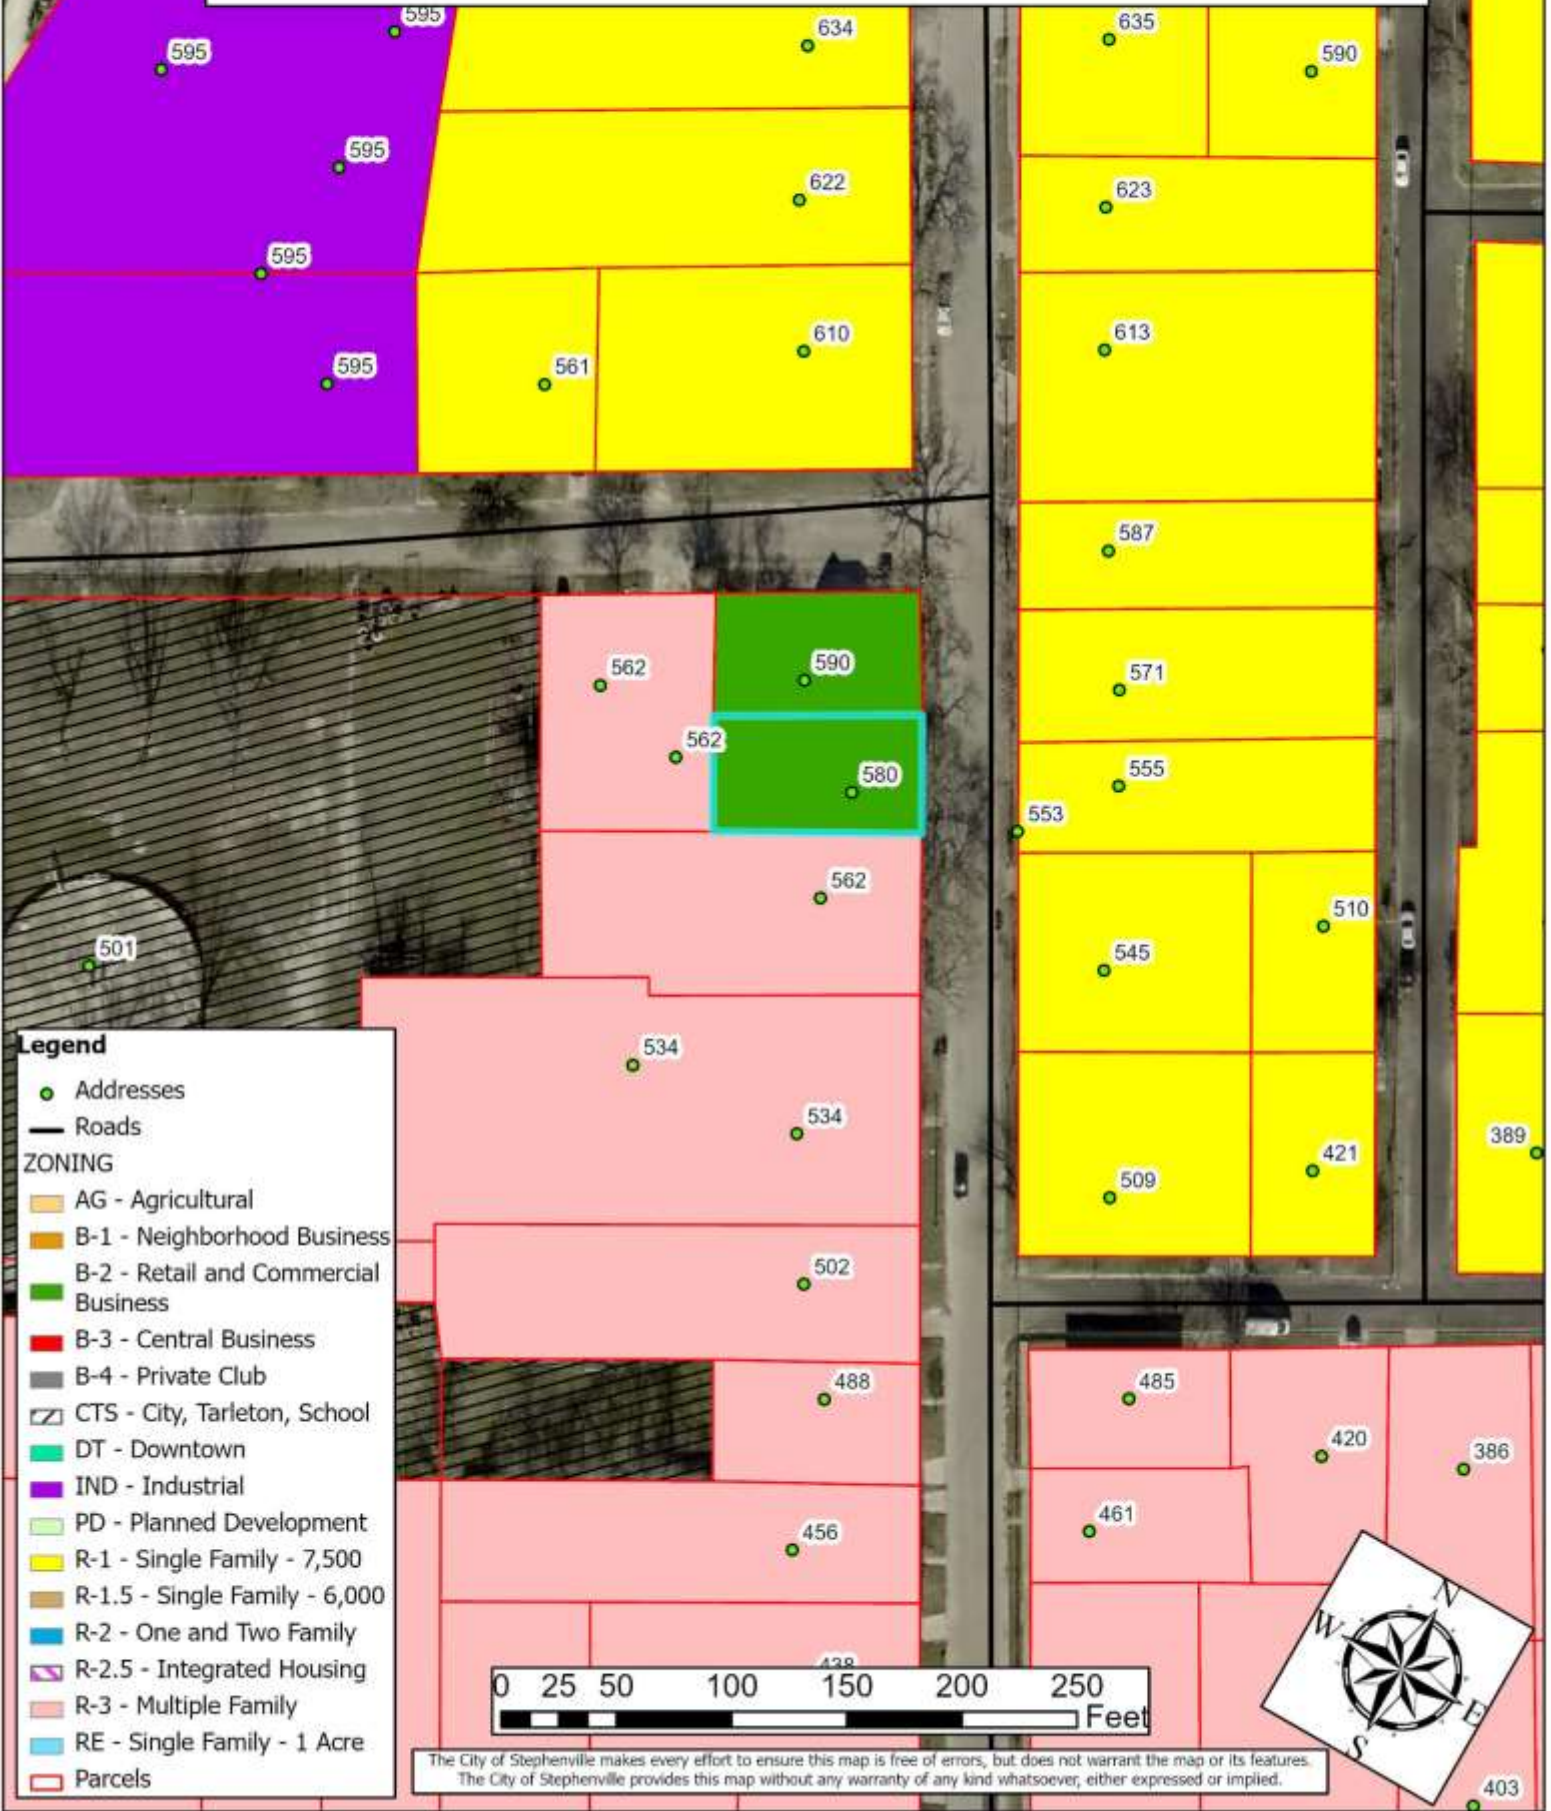 595
634
635
590
595
595
622
623
595
610
613
595
561
587
562
590
571
562
580
555
553
562
510
501
545
534
534
389
421
509
502
488
485
420
386
461
456
438
403
Legend
Addresses
Roads
ZONING
AG - Agricultural
B-1 - Neighborhood Business
B-2 - Retail and Commercial
Business
B-3 - Central Business
B-4 - Private Club
CTS - City, Tarleton, School
DT - Downtown
IND - Industrial
PD - Planned Development
R-1 - Single Family - 7,500
R-1.5 - Single Family - 6,000
R-2 - One and Two Family
R-2.5 - Integrated Housing
R-3 - Multiple Family
RE - Single Family - 1 Acre
Parcels
0 25 50 100 150 200 250
Feet
N
W
E
S
The City of Stephenville makes every effort to ensure this map is free of errors, but does not warrant the map or its features.
The City of Stephenville provides this map without any warranty of any kind whatsoever, either expressed or implied.